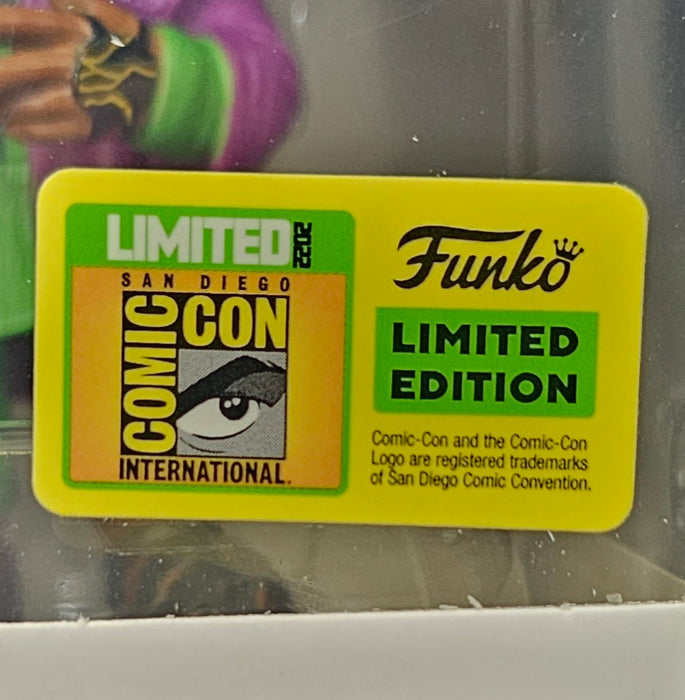 LIMITED 2022
SAN DIEGO
COMIC CON
INTERNATIONAL.
Funko
LIMITED
EDITION
Comic-Con and the Comic-Con
Logo are registered trademarks
of San Diego Comic Convention.